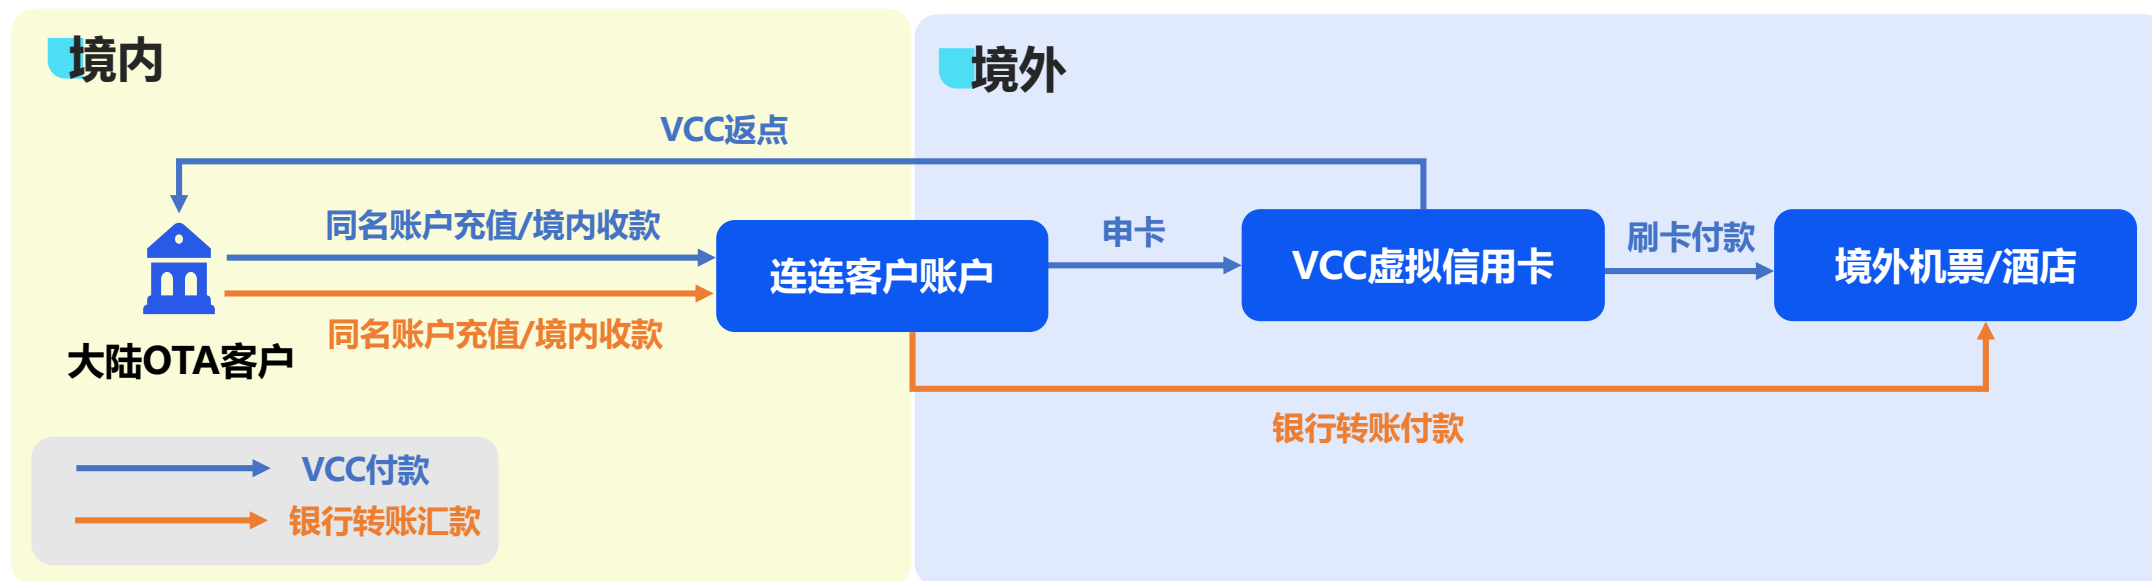 境内
境外
VCC返点
同名账户充值/境内收款
申卡
刷卡付款
连连客户账户
VCC虚拟信用卡
境外机票/酒店
同名账户充值/境内收款
大陆OTA客户
银行转账付款
VCC付款
银行转账汇款